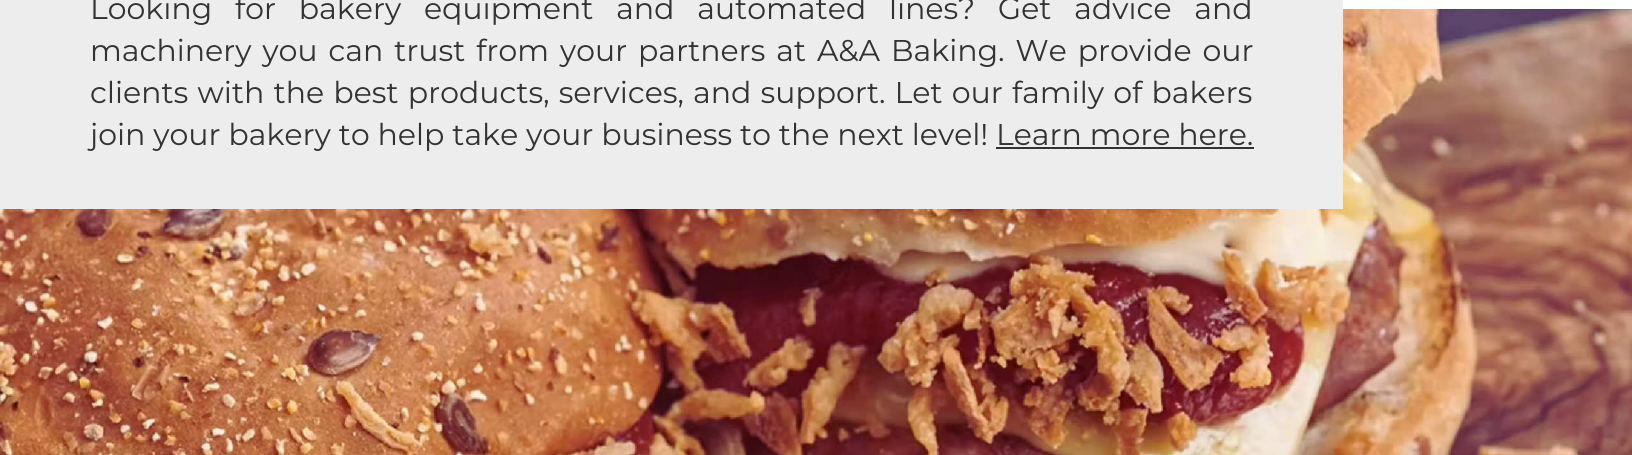 Looking for bakery equipment and automated lines? Get advice and
machinery you can trust from your partners at A&A Baking. We provide our
clients with the best products, services, and support. Let our family of bakers
join your bakery to help take your business to the next level! Learn more here.